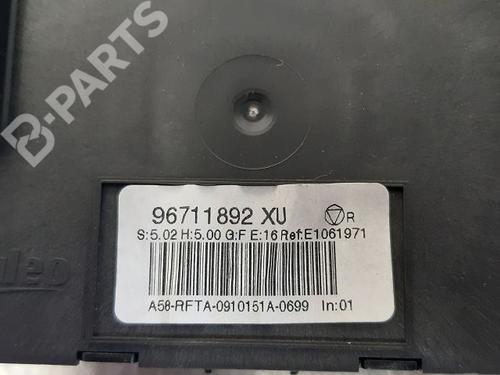 B-PARTS
96711892 XU R
S:5.02 H:5.00 G:F E:16 Ref:E1061971
A58-RFTA-0910151A-0699 In:01